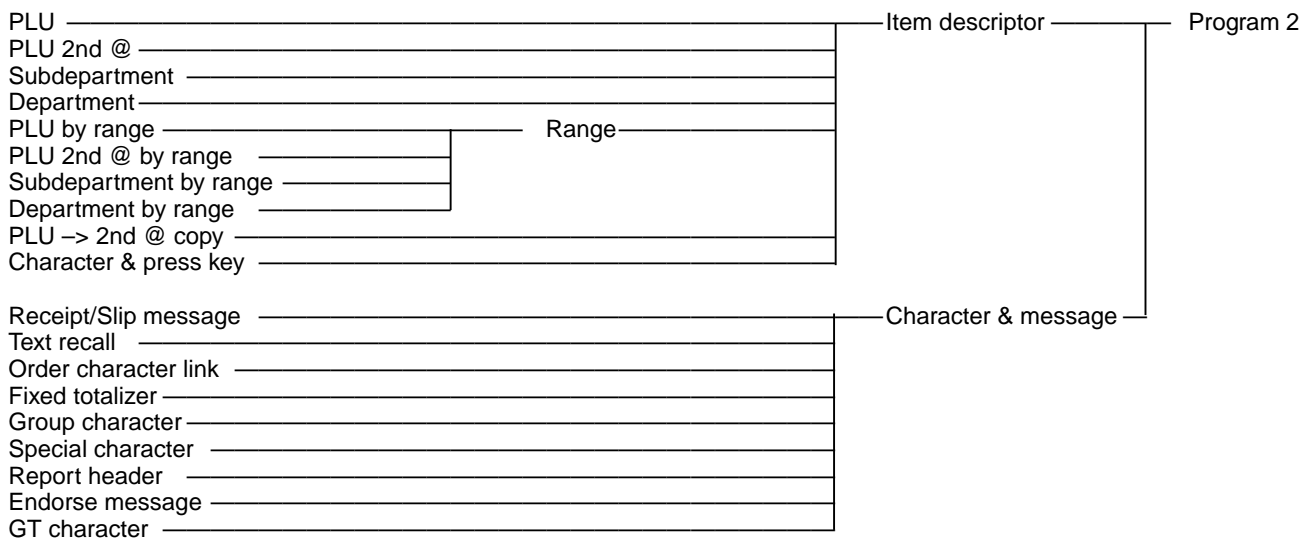 PLU Item descriptor Program 2
PLU 2nd @
Subdepartment
Department
PLU by range Range
PLU 2nd @ by range
Subdepartment by range
Department by range
PLU –> 2nd @ copy
Character & press key
Receipt/Slip message Character & message
Text recall
Order character link
Fixed totalizer
Group character
Special character
Report header
Endorse message
GT character